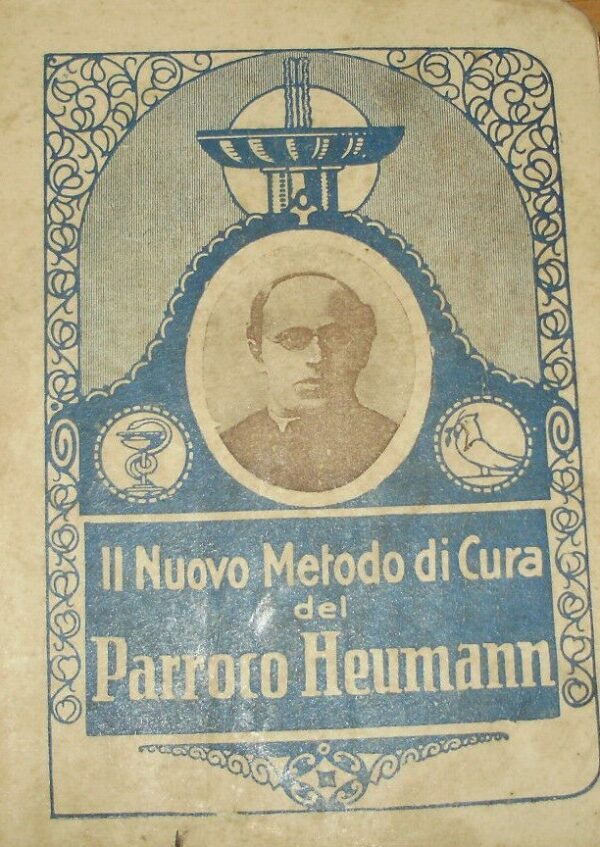 Il Nuovo Metodo di Cura
del
Parroco Heumann